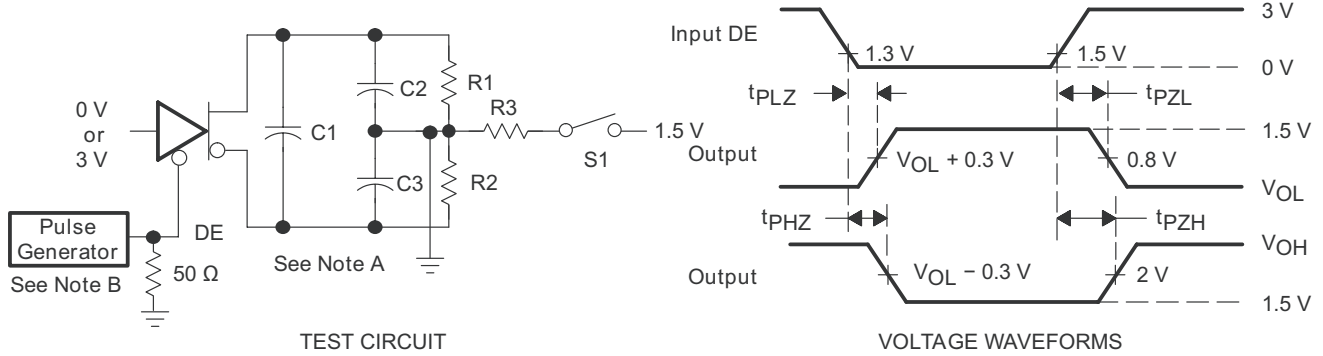 0 V
or
3 V
C1
C2
C3
R1
R2
R3
S1
1.5 V
Pulse
Generator
DE
50 Ω
See Note B
See Note A
TEST CIRCUIT
Input DE
1.3 V
1.5 V
3 V
0 V
tPLZ
tPZL
Output
VOL + 0.3 V
0.8 V
1.5 V
VOL
tPHZ
tPZH
Output
VOL − 0.3 V
2 V
VOH
1.5 V
VOLTAGE WAVEFORMS